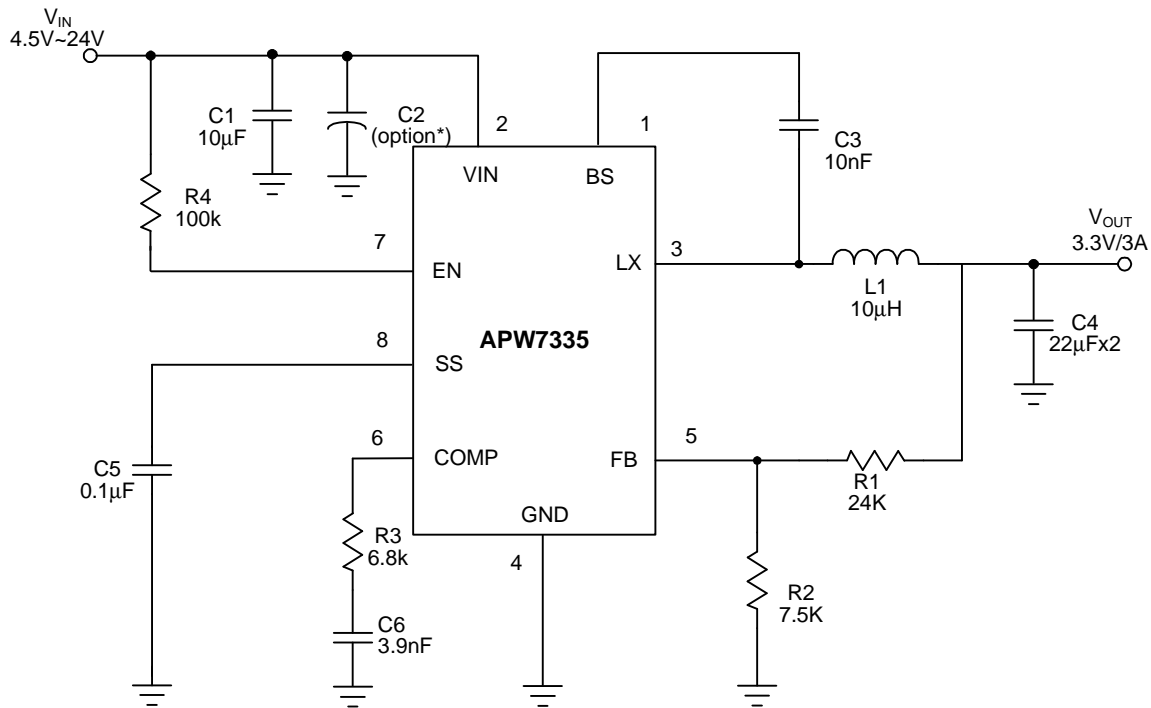 VIN
4.5V~24V
C1
10μF
C2
(option*)
2
1
C3
10nF
VIN
BS
R4
100k
7
EN
LX
3
VOUT
3.3V/3A
L1
10μH
C4
22μFx2
APW7335
8
SS
6
COMP
FB
5
C5
0.1μF
R1
24K
GND
R3
6.8k
4
R2
7.5K
C6
3.9nF